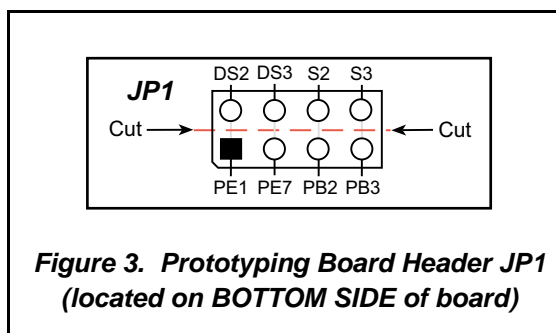 DS2 DS3 S2 S3
JP1
Cut Cut
PE1 PE7 PB2 PB3
Figure 3. Prototyping Board Header JP1
(located on BOTTOM SIDE of board)